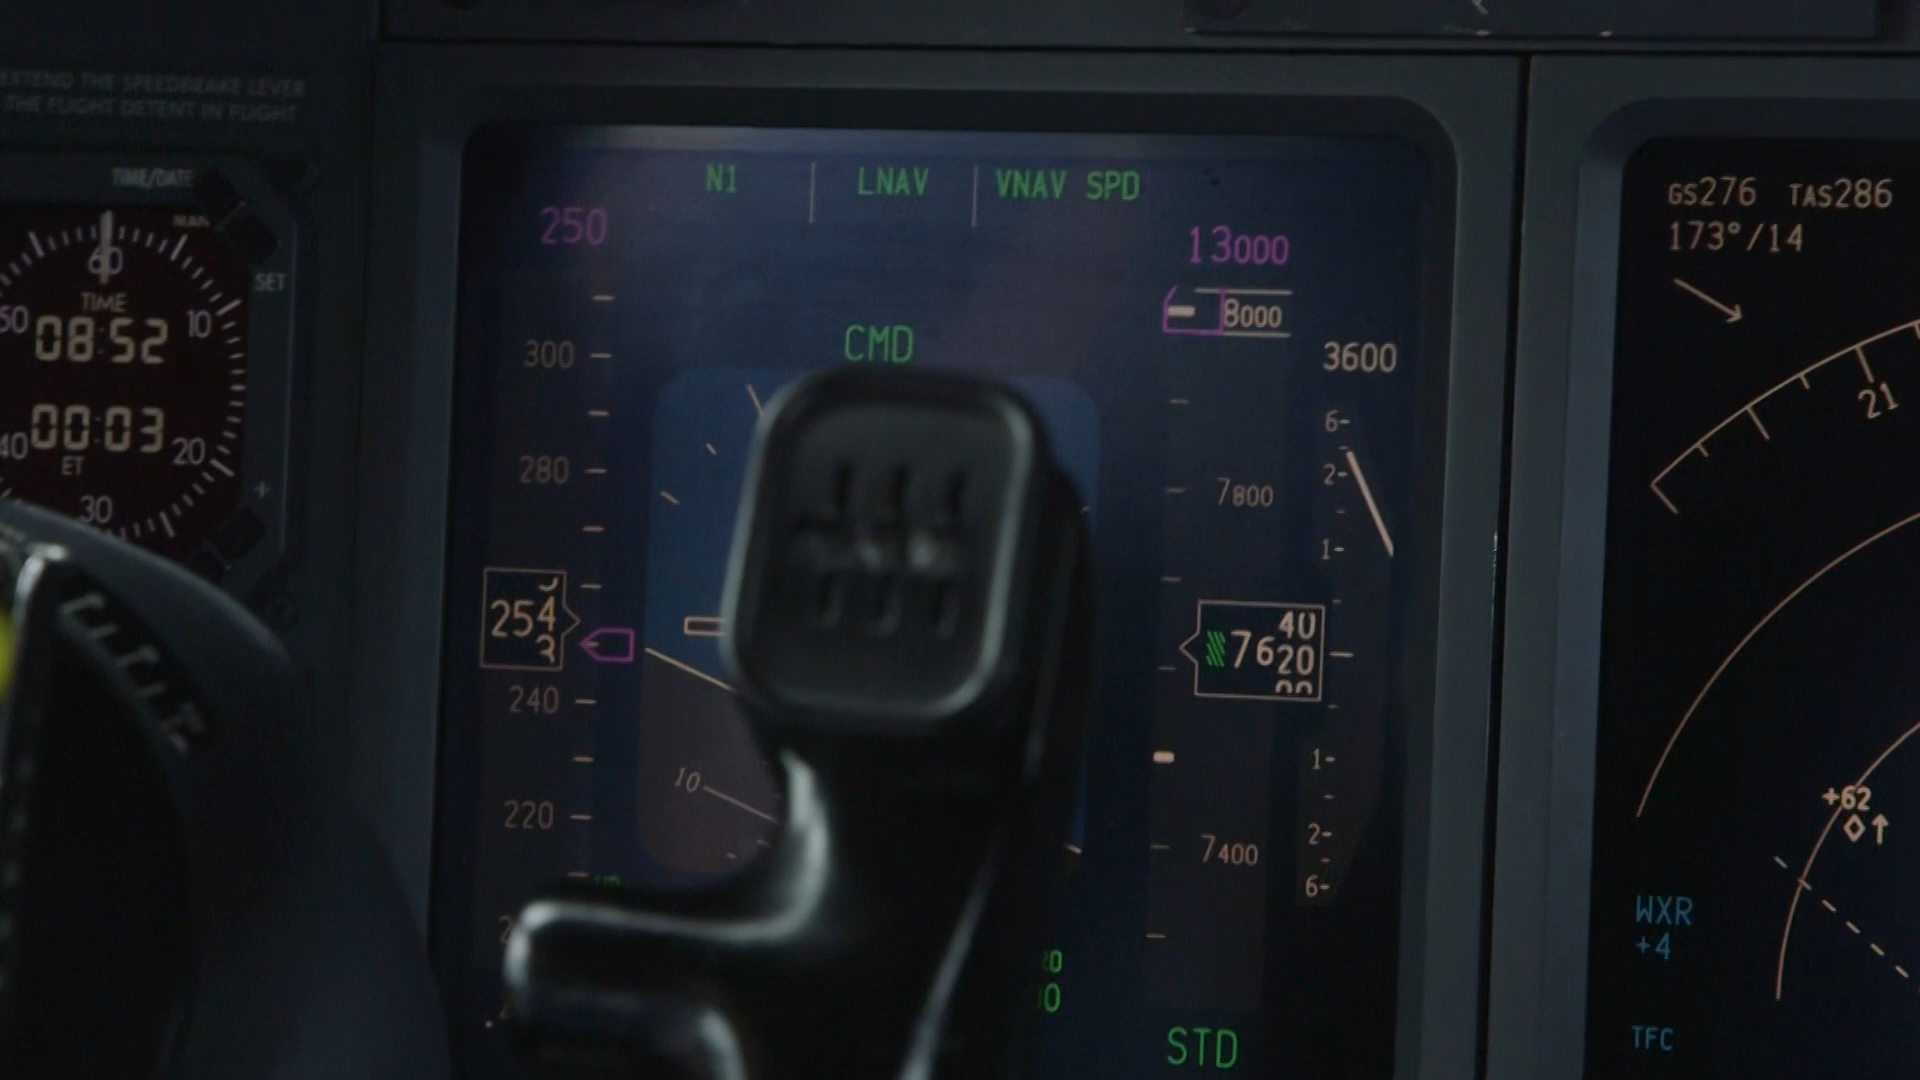 EXTEND THE SPEEDBRAKE LEVER
THE FLIGHT DETENT IN FLIGHT
TIME/DATE
MAN
SET
60
TIME
50
10
08:52
00:03
40
20
ET
30
+
N1 LNAV VNAV SPD
250
13000
8000
CMD
300
3600
280
6-
2-
1-
7800
254
3
40
7620
240
10
220
1-
2-
6-
7400
STD
GS276 TAS286
173°/14
21
+62
WXR
+4
TFC